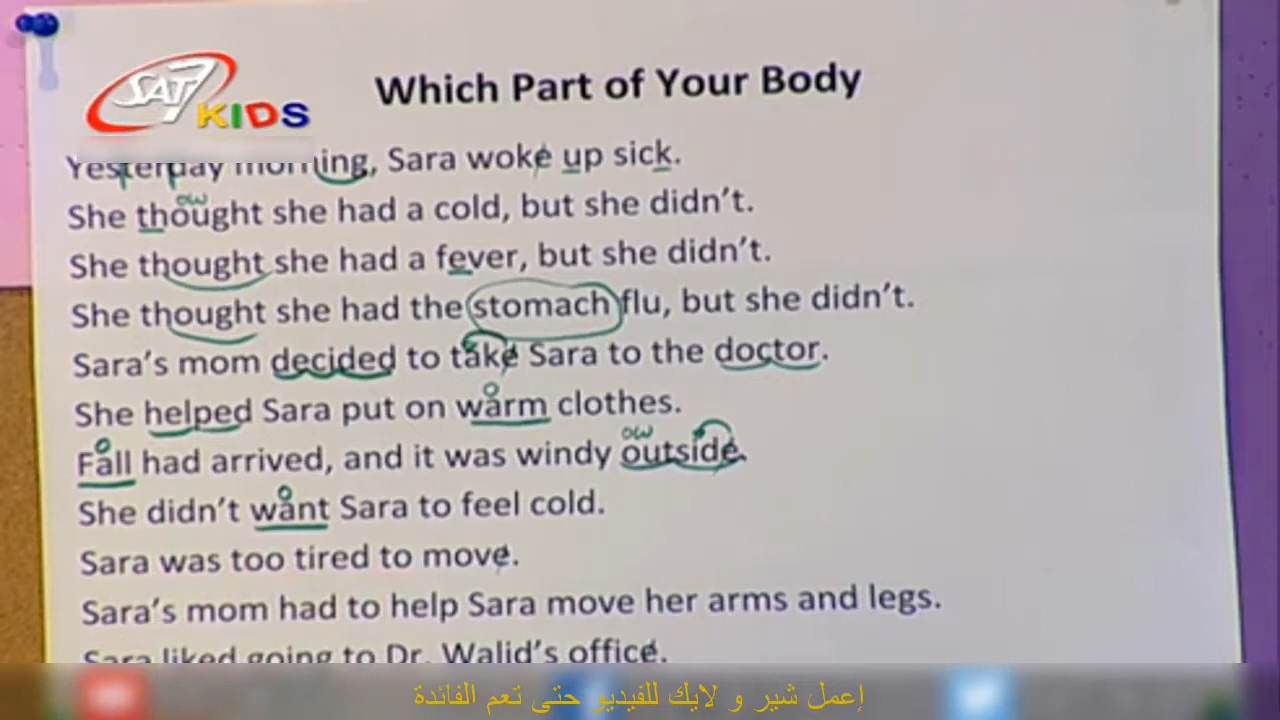 SAT 7 KIDS
Which Part of Your Body
Yesterday morning, Sara woke up sick.
ow
She thought she had a cold, but she didn't.
She thought she had a fever, but she didn't.
She thought she had the stomach flu, but she didn't.
Sara's mom decided to take Sara to the doctor.
o
She helped Sara put on warm clothes.
o ow
Fall had arrived, and it was windy outside.
o
She didn't want Sara to feel cold.
Sara was too tired to move.
Sara's mom had to help Sara move her arms and legs.
Sara liked going to Dr. Walid's office.
إعمل شير و لايك للفيديو حتى تعم الفائدة